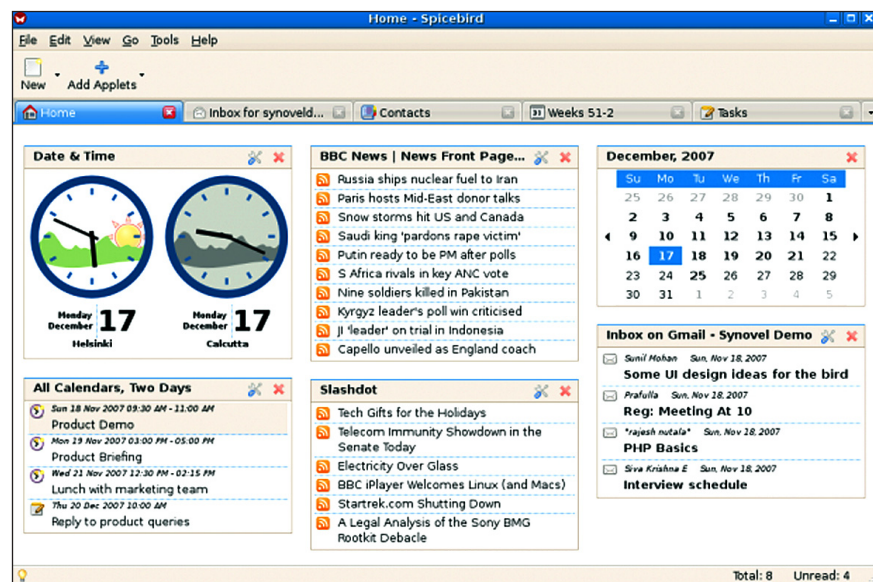 Home - Spicebird
File Edit View Go Tools Help
New Add Applets
Home Inbox for synoveld... Contacts 31 Weeks 51-2 Tasks
Date & Time
Monday December 17
Helsinki
Monday December 17
Calcutta
All Calendars, Two Days
Sun 18 Nov 2007 09:30 AM - 11:00 AM
Product Demo
Mon 19 Nov 2007 03:00 PM - 05:00 PM
Product Briefing
Wed 21 Nov 2007 12:30 PM - 02:15 PM
Lunch with marketing team
Thu 20 Dec 2007 10:00 AM
Reply to product queries
BBC News | News Front Page...
Russia ships nuclear fuel to Iran
Paris hosts Mid-East donor talks
Snow storms hit US and Canada
Saudi king 'pardons rape victim'
Putin ready to be PM after polls
S Africa rivals in key ANC vote
Nine soldiers killed in Pakistan
Kyrgyz leader's poll win criticised
JI 'leader' on trial in Indonesia
Capello unveiled as England coach
Slashdot
Tech Gifts for the Holidays
Telecom Immunity Showdown in the
Senate Today
Electricity Over Glass
BBC iPlayer Welcomes Linux (and Macs)
Startrek.com Shutting Down
A Legal Analysis of the Sony BMG
Rootkit Debacle
December, 2007
Su Mo Tu We Th Fr Sa
25 26 27 28 29 30 1
2 3 4 5 6 7 8
9 10 11 12 13 14 15
16 17 18 19 20 21 22
23 24 25 26 27 28 29
30 31 1 2 3 4 5
Inbox on Gmail - Synovel Demo
Sunil Mohan Sun, Nov 18, 2007
Some UI design ideas for the bird
Prafulla Sun, Nov 18, 2007
Reg: Meeting At 10
"rajesh nutala" Sun, Nov 18, 2007
PHP Basics
Siva Krishna E Sun, Nov 18, 2007
Interview schedule
Total: 8 Unread: 4